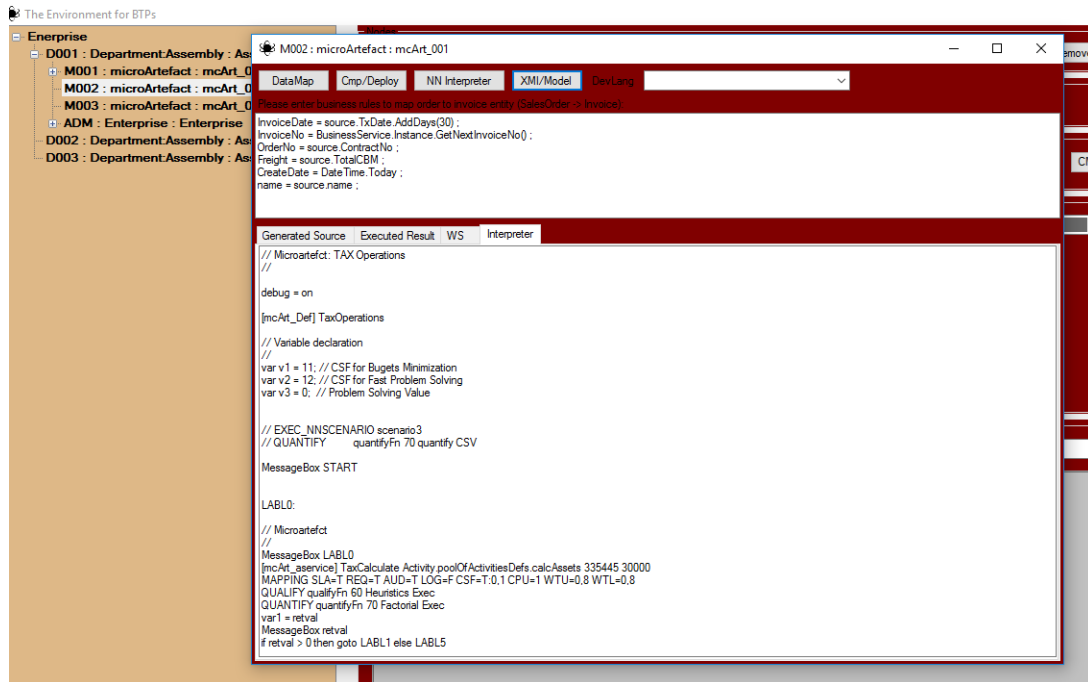 The Environment for BTPs
Enerprise
D001 : Department:Assembly : As
M001 : microArtefact : mcArt_0
M002 : microArtefact : mcArt_0
M003 : microArtefact : mcArt_0
ADM : Enterprise : Enterprise
D002 : Department:Assembly : As
D003 : Department:Assembly : As
M002 : microArtefact : mcArt_001
DataMap Cmp/Deploy NN Interpreter XMI/Model DevLang
Please enter business rules to map order to invoice entity (SalesOrder -> Invoice):
InvoiceDate = source.TxDate.AddDays(30) ;
InvoiceNo = BusinessService.Instance.GetNextInvoiceNo() ;
OrderNo = source.ContractNo ;
Freight = source.TotalCBM ;
CreateDate = DateTime.Today ;
name = source.name ;
Generated Source Executed Result WS Interpreter
// Microartefct: TAX Operations
//
debug = on
[mcArt_Def] TaxOperations
// Variable declaration
//
var v1 = 11; // CSF for Bugets Minimization
var v2 = 12; // CSF for Fast Problem Solving
var v3 = 0; // Problem Solving Value
// EXEC_NNSCENARIO scenario3
// QUANTIFY quantifyFn 70 quantify CSV
MessageBox START
LABL0:
// Microartefct
//
MessageBox LABL0
[mcArt_aservice] TaxCalculate Activity.poolOfActivitiesDefs.calcAssets 335445 30000
MAPPING SLA=T REQ=T AUD=T LOG=F CSF=T:0,1 CPU=1 WTU=0,8 WTL=0,8
QUALIFY qualifyFn 60 Heuristics Exec
QUANTIFY quantifyFn 70 Factorial Exec
var1 = retval
MessageBox retval
if retval > 0 then goto LABL1 else LABL5